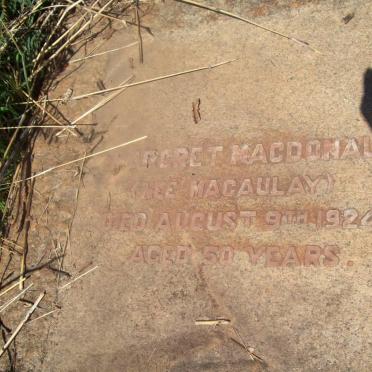 MACDONAL
(NEE MACAULAY)
DIED AUGUST 9TH 1924
AGED 50 YEARS.